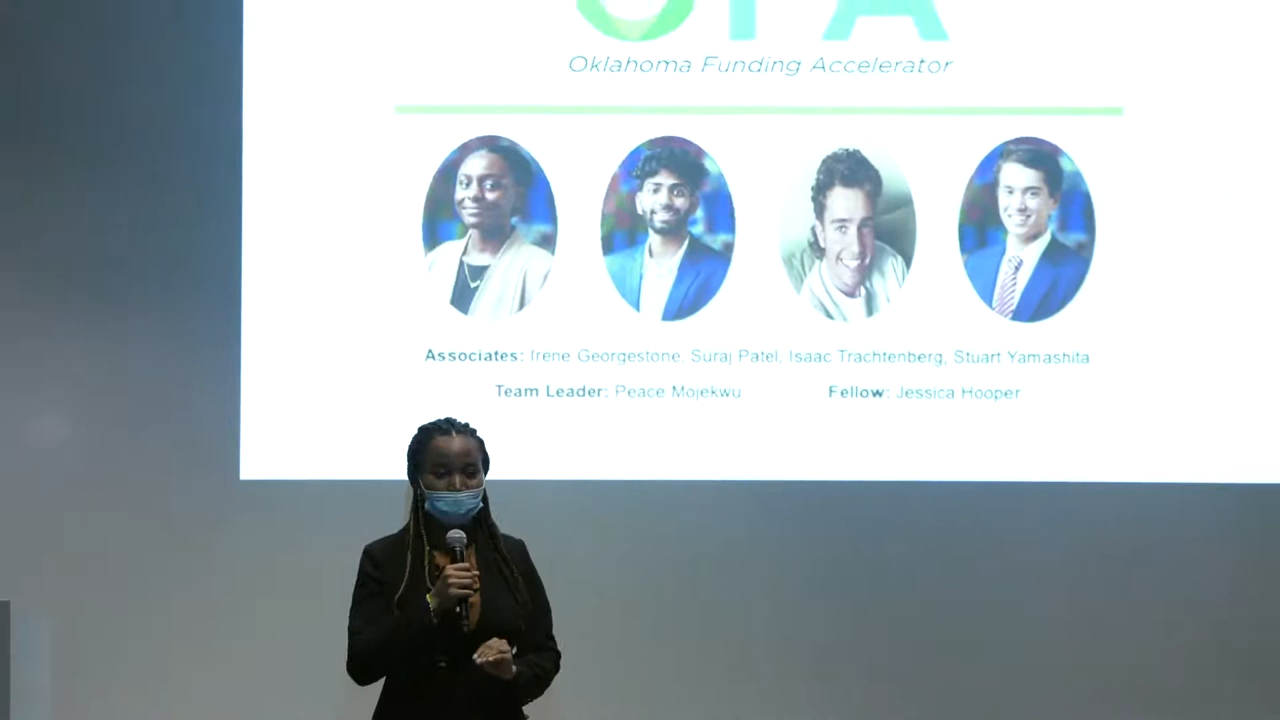 OFA
Oklahoma Funding Accelerator
Associates: Irene Georgestone, Suraj Patel, Isaac Trachtenberg, Stuart Yamashita
Team Leader: Peace Mojekwu Fellow: Jessica Hooper